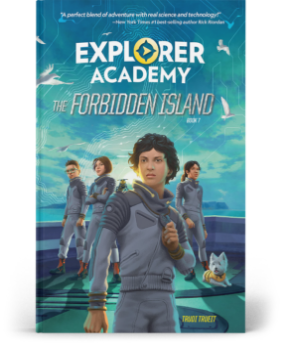 "A perfect blend of adventure with real science and technology!"
—New York Times #1 best-selling author Rick Riordan
EXPLORER
ACADEMY
THE FORBIDDEN ISLAND
BOOK 7
TRUDI TRUEIT